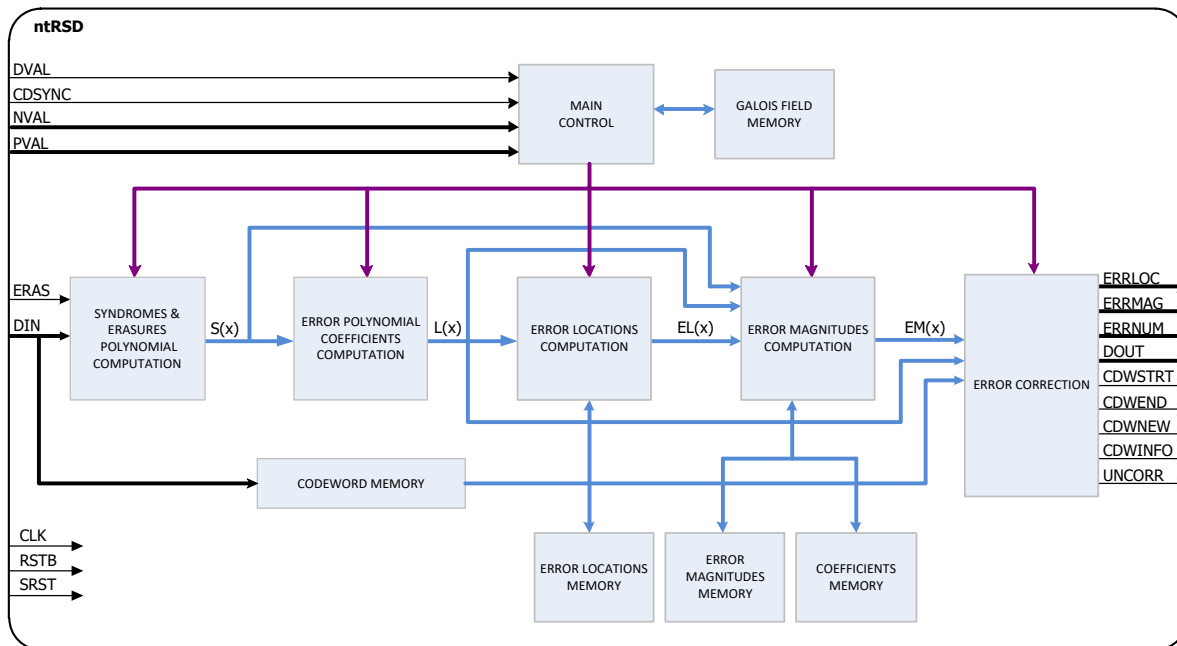 ntRSD
DVAL
CDSYNC
NVAL
PVAL
MAIN
CONTROL
GALOIS FIELD
MEMORY
ERAS
DIN
SYNDROMES &
ERASURES
POLYNOMIAL
COMPUTATION
S(x)
ERROR POLYNOMIAL
COEFFICIENTS
COMPUTATION
L(x)
ERROR LOCATIONS
COMPUTATION
EL(x)
ERROR MAGNITUDES
COMPUTATION
EM(x)
ERROR CORRECTION
ERRLOC
ERRMAG
ERRNUM
DOUT
CDWSTRT
CDWEND
CDWNEW
CDWINFO
UNCORR
CODEWORD MEMORY
CLK
RSTB
SRST
ERROR LOCATIONS
MEMORY
ERROR
MAGNITUDES
MEMORY
COEFFICIENTS
MEMORY